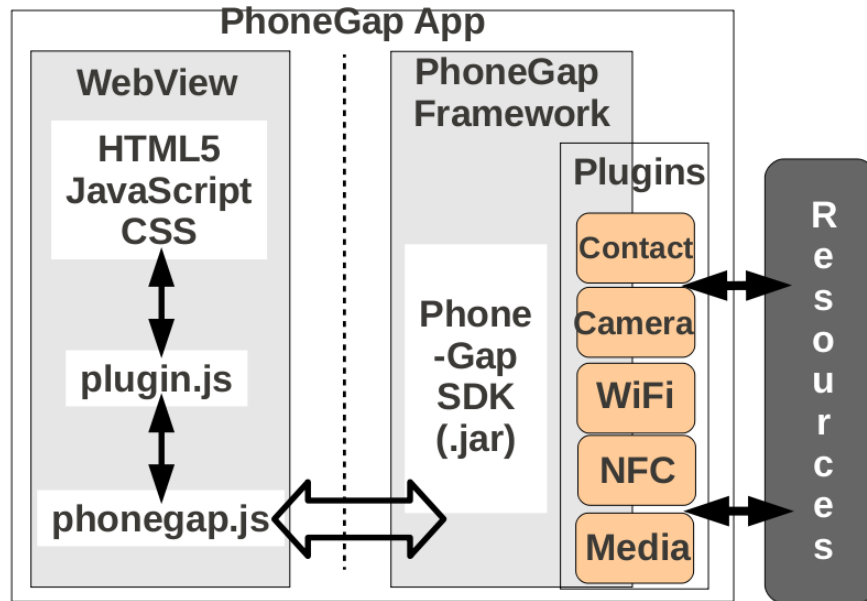 PhoneGap App
WebView
HTML5
JavaScript
CSS
plugin.js
phonegap.js
PhoneGap
Framework
Phone
-Gap
SDK
(.jar)
Plugins
Contact
Camera
WiFi
NFC
Media
R
e
s
o
u
r
c
e
s